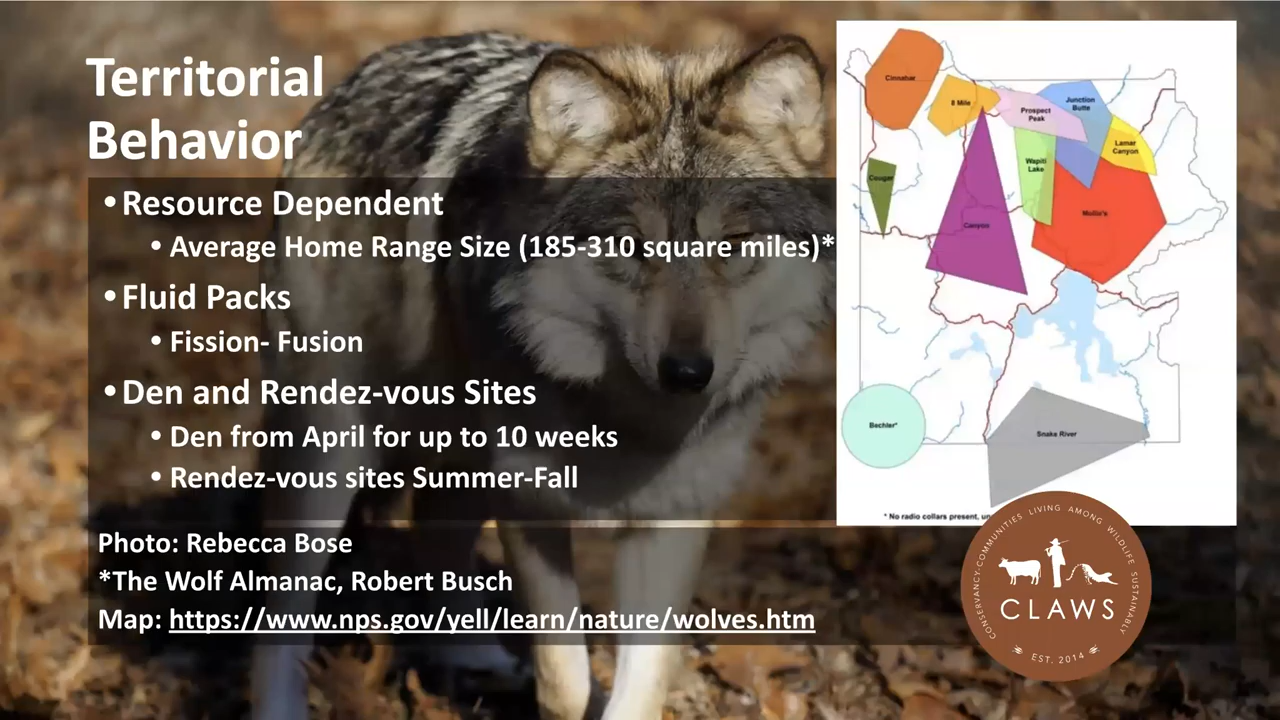 Territorial
Behavior
•Resource Dependent
• Average Home Range Size (185-310 square miles)*
•Fluid Packs
• Fission- Fusion
•Den and Rendez-vous Sites
• Den from April for up to 10 weeks
• Rendez-vous sites Summer-Fall
Photo: Rebecca Bose
*The Wolf Almanac, Robert Busch
Map: https://www.nps.gov/yell/learn/nature/wolves.htm
Cinnabar
8 Mile
Prospect
Peak
Junction
Butte
Lamar
Canyon
Wapiti
Lake
Cougar
Mollie's
Canyon
Bechler*
Snake River
* No radio collars present, un
CONSERVANCY·COMMUNITIES LIVING AMONG WILDLIFE SUSTAINABLY
CLAWS
EST. 2014